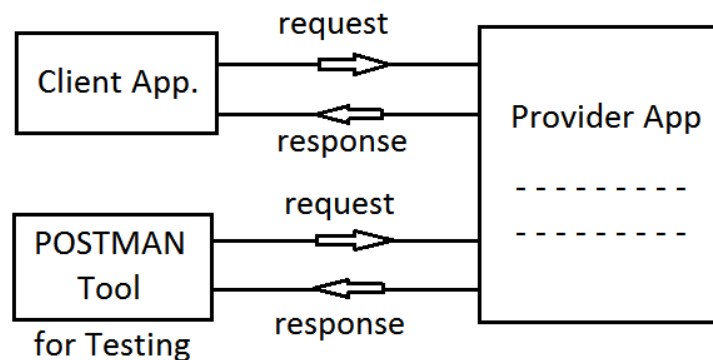 request
Client App.
response
Provider App
request
POSTMAN
Tool
response
for Testing